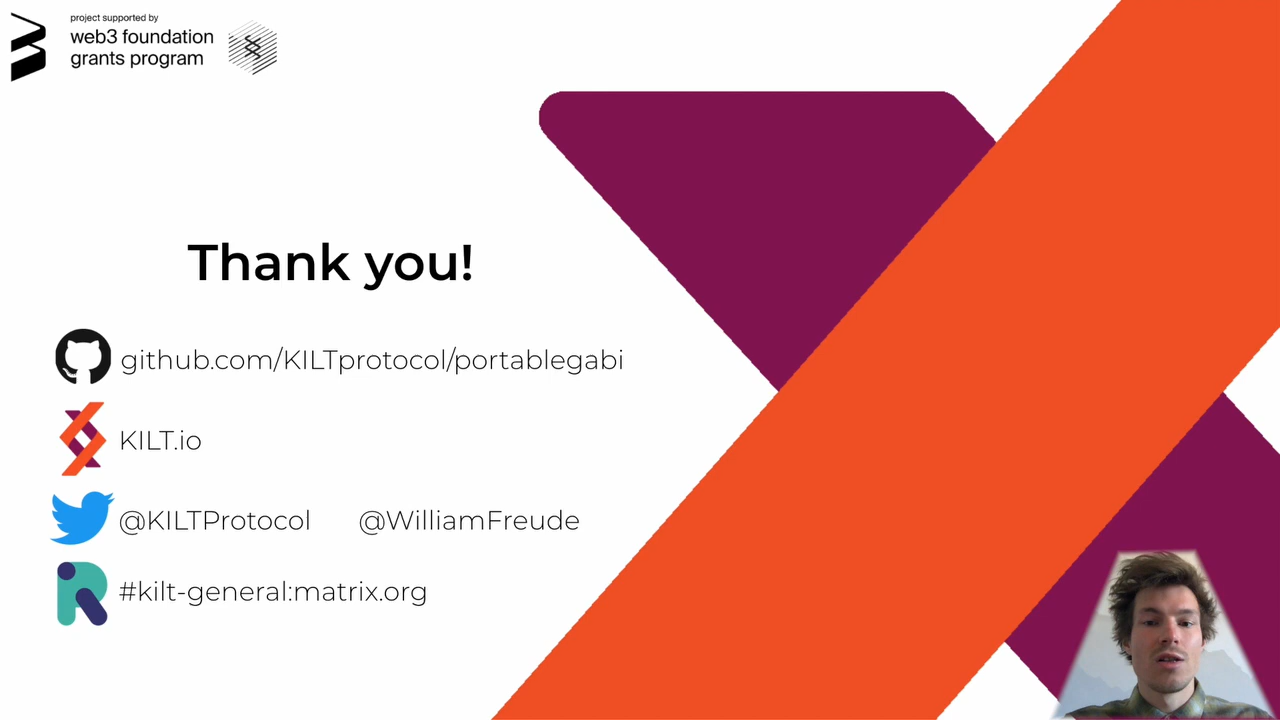 project supported by
web3 foundation
grants program
Thank you!
github.com/KILTprotocol/portablegabi
KILT.io
@KILTProtocol @WilliamFreude
#kilt-general:matrix.org